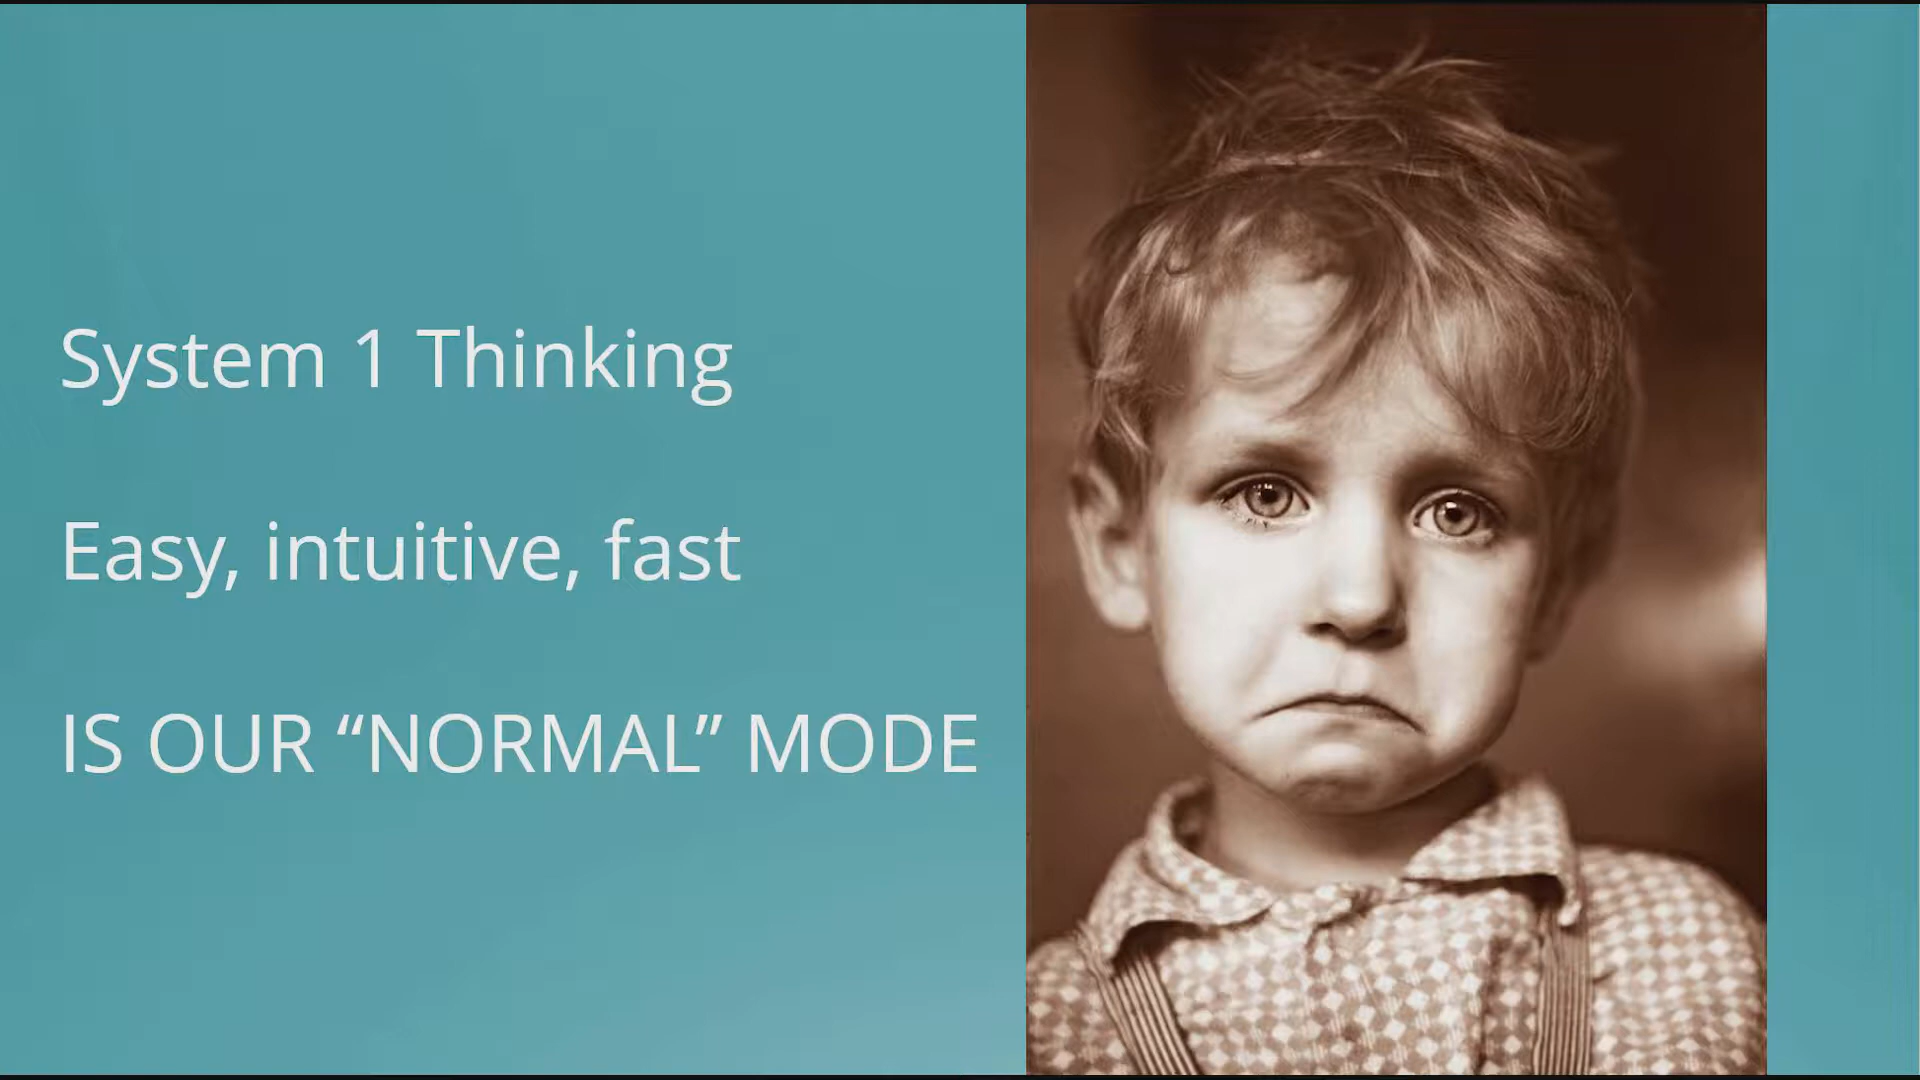 System 1 Thinking
Easy, intuitive, fast
IS OUR “NORMAL” MODE